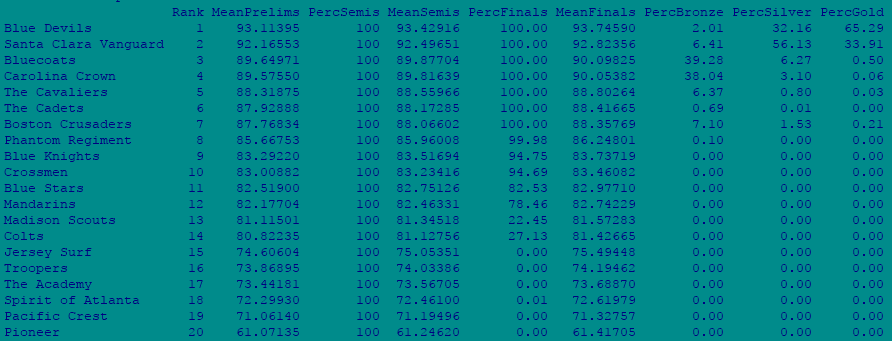 Rank MeanPrelims PercSemis MeanSemis PercFinals MeanFinals PercBronze PercSilver PercGold
Blue Devils 1 93.11395 100 93.42916 100.00 93.74590 2.01 32.16 65.29
Santa Clara Vanguard 2 92.16553 100 92.49651 100.00 92.82356 6.41 56.13 33.91
Bluecoats 3 89.64971 100 89.87704 100.00 90.09825 39.28 6.27 0.50
Carolina Crown 4 89.57550 100 89.81639 100.00 90.05382 38.04 3.10 0.06
The Cavaliers 5 88.31875 100 88.55966 100.00 88.80264 6.37 0.80 0.03
The Cadets 6 87.92888 100 88.17285 100.00 88.41665 0.69 0.01 0.00
Boston Crusaders 7 87.76834 100 88.06602 100.00 88.35769 7.10 1.53 0.21
Phantom Regiment 8 85.66753 100 85.96008 99.98 86.24801 0.10 0.00 0.00
Blue Knights 9 83.29220 100 83.51694 94.75 83.73719 0.00 0.00 0.00
Crossmen 10 83.00882 100 83.23416 94.69 83.46082 0.00 0.00 0.00
Blue Stars 11 82.51900 100 82.75126 82.53 82.97710 0.00 0.00 0.00
Mandarins 12 82.17704 100 82.46331 78.46 82.74229 0.00 0.00 0.00
Madison Scouts 13 81.11501 100 81.34518 22.45 81.57283 0.00 0.00 0.00
Colts 14 80.82235 100 81.12756 27.13 81.42665 0.00 0.00 0.00
Jersey Surf 15 74.60604 100 75.05351 0.00 75.49448 0.00 0.00 0.00
Troopers 16 73.86895 100 74.03386 0.00 74.19462 0.00 0.00 0.00
The Academy 17 73.44181 100 73.56705 0.00 73.68870 0.00 0.00 0.00
Spirit of Atlanta 18 72.29930 100 72.46100 0.01 72.61979 0.00 0.00 0.00
Pacific Crest 19 71.06140 100 71.19496 0.00 71.32757 0.00 0.00 0.00
Pioneer 20 61.07135 100 61.24620 0.00 61.41705 0.00 0.00 0.00